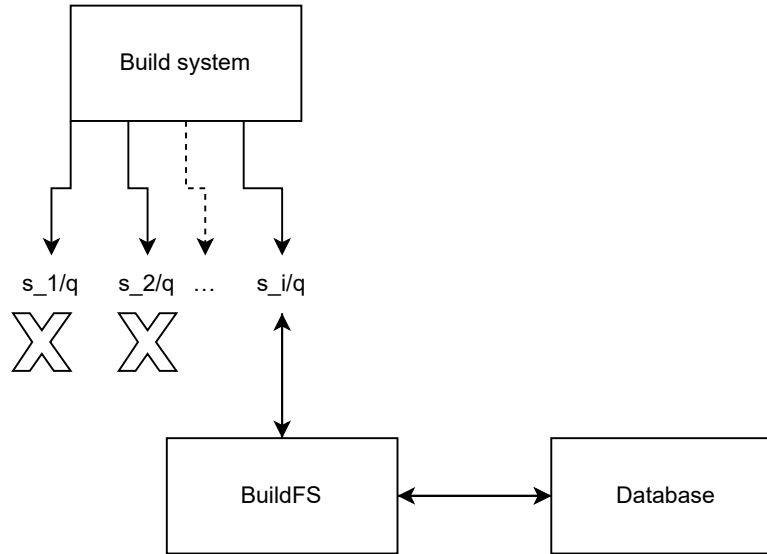 Build system
s_1/q s_2/q ... s_i/q
X X
BuildFS Database